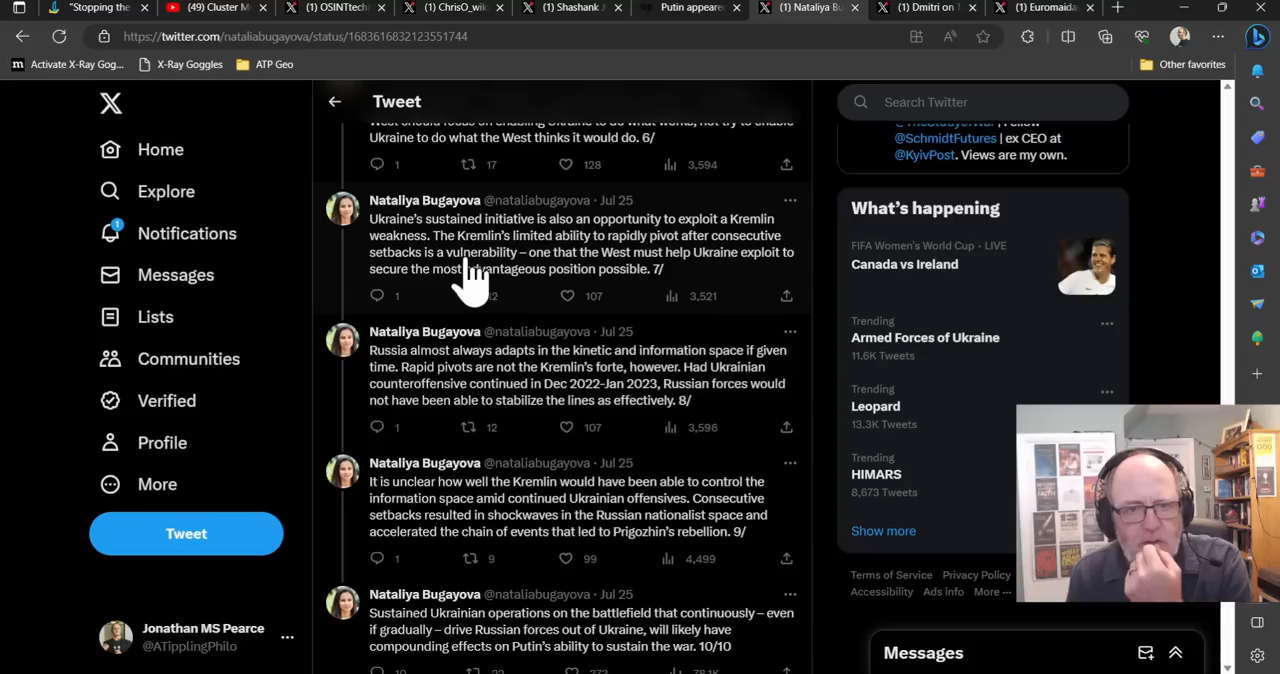 "Stopping the
(49) Cluster M
(1) OSINTtech
(1) ChrisO_wik
(1) Shashank J
Putin appeare
(1) Nataliya Bu
(1) Dmitri on T
(1) Euromaida
https://twitter.com/nataliabugayova/status/1683616832123551744
Activate X-Ray Gog...
X-Ray Goggles
ATP Geo
Other favorites
Home
Explore
1
Notifications
Messages
Lists
Communities
Verified
Profile
More
Tweet
Jonathan MS Pearce
@ATipplingPhilo
Tweet
West should focus on enabling Ukraine to do what works, not try to enable
Ukraine to do what the West thinks it would do. 6/
1 17 128 3,594
Nataliya Bugayova @nataliabugayova · Jul 25
Ukraine's sustained initiative is also an opportunity to exploit a Kremlin
weakness. The Kremlin's limited ability to rapidly pivot after consecutive
setbacks is a vulnerability – one that the West must help Ukraine exploit to
secure the most advantageous position possible. 7/
1 12 107 3,521
Nataliya Bugayova @nataliabugayova · Jul 25
Russia almost always adapts in the kinetic and information space if given
time. Rapid pivots are not the Kremlin's forte, however. Had Ukrainian
counteroffensive continued in Dec 2022-Jan 2023, Russian forces would
not have been able to stabilize the lines as effectively. 8/
1 12 107 3,596
Nataliya Bugayova @nataliabugayova · Jul 25
It is unclear how well the Kremlin would have been able to control the
information space amid continued Ukrainian offensives. Consecutive
setbacks resulted in shockwaves in the Russian nationalist space and
accelerated the chain of events that led to Prigozhin's rebellion. 9/
1 9 99 4,499
Nataliya Bugayova @nataliabugayova · Jul 25
Sustained Ukrainian operations on the battlefield that continuously – even
if gradually – drive Russian forces out of Ukraine, will likely have
compounding effects on Putin's ability to sustain the war. 10/10
Search Twitter
@SchmidtFutures | ex CEO at
@KyivPost. Views are my own.
What's happening
FIFA Women's World Cup · LIVE
Canada vs Ireland
Trending
Armed Forces of Ukraine
11.6K Tweets
Trending
Leopard
13.3K Tweets
Trending
HIMARS
8,673 Tweets
Show more
Terms of Service Privacy Policy
Accessibility Ads info More ···
Messages